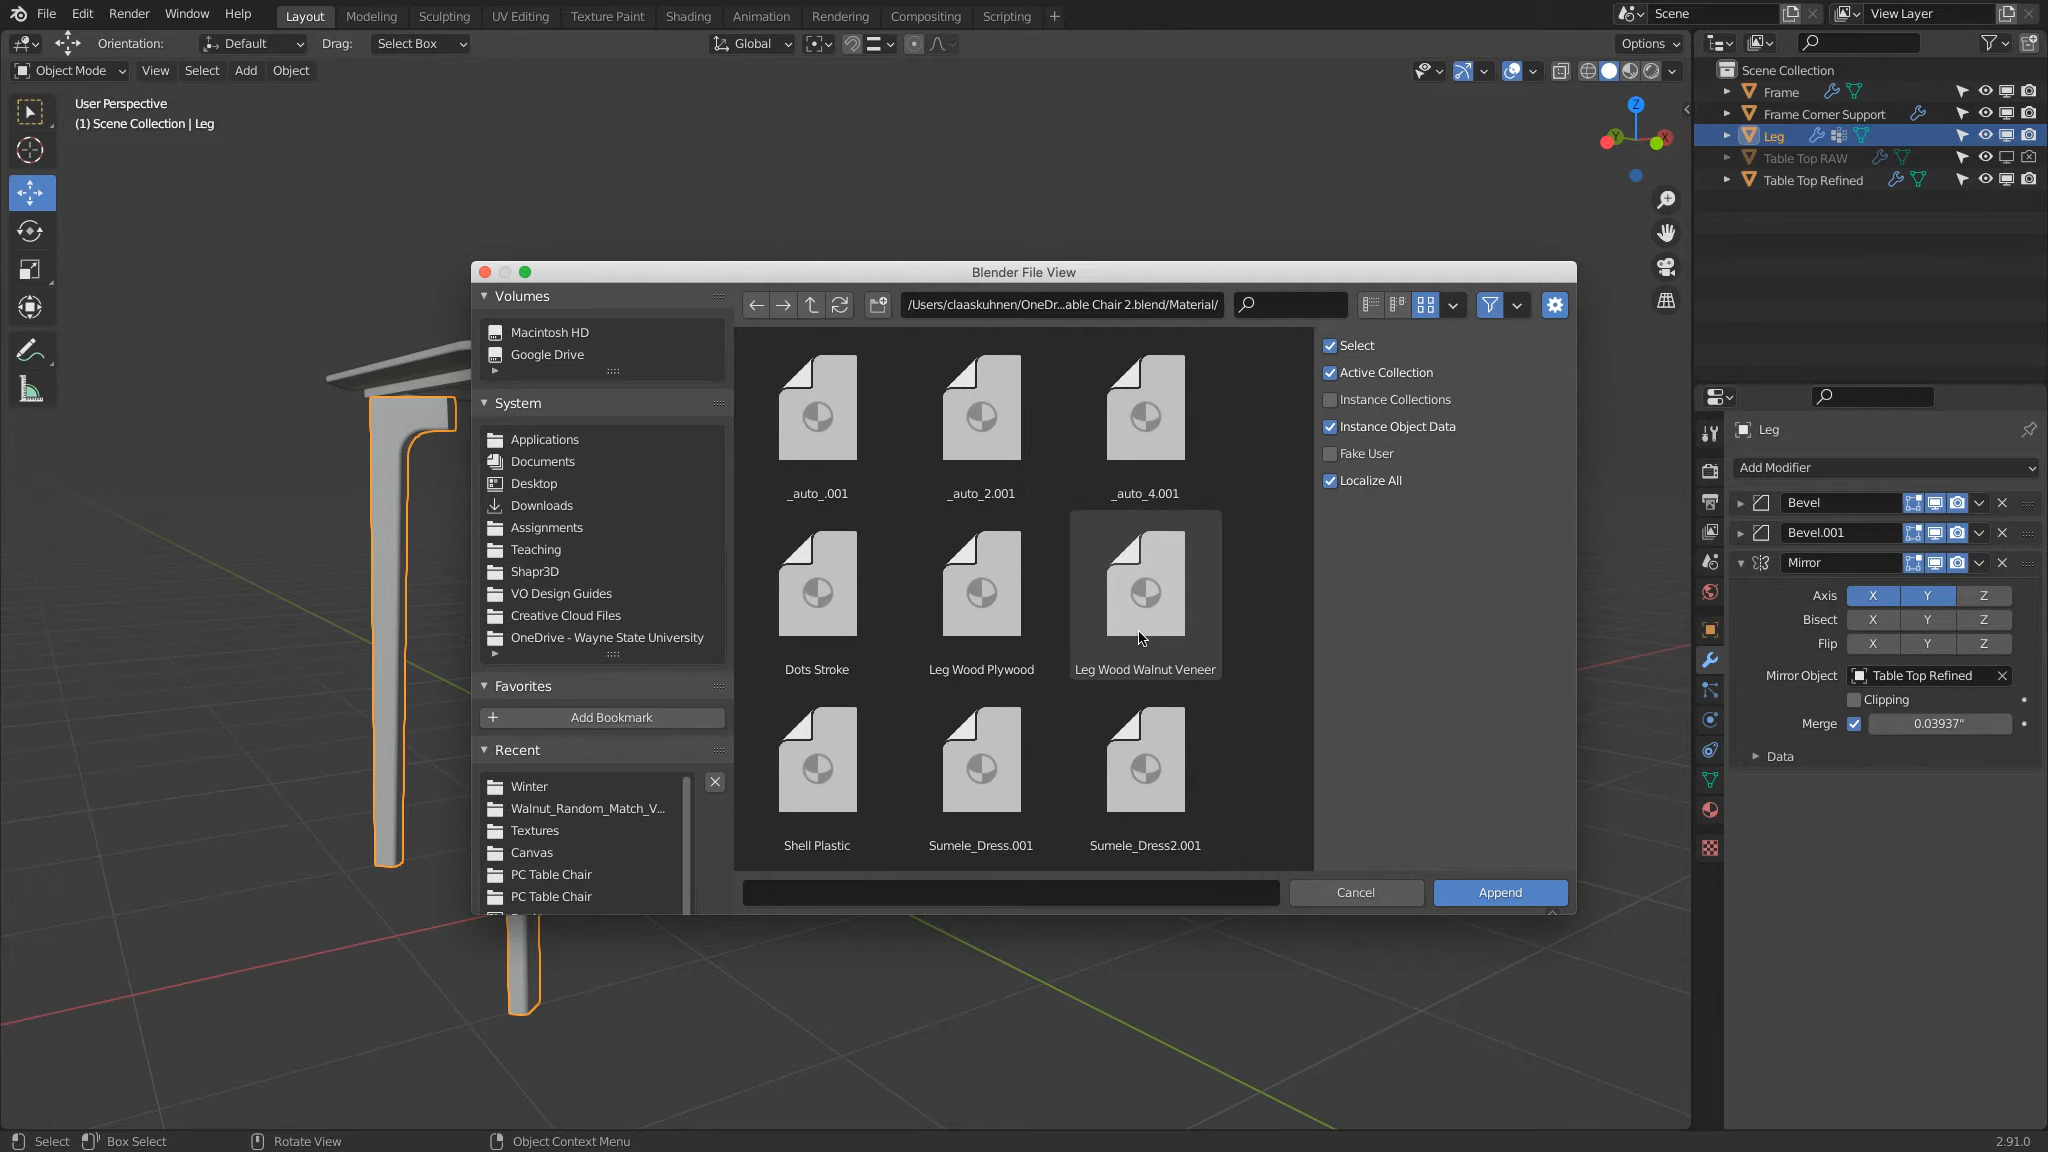 File Edit Render Window Help
Layout Modeling Sculpting UV Editing Texture Paint Shading Animation Rendering Compositing Scripting +
Scene
View Layer
Orientation: Default Drag: Select Box
Global
Options
Object Mode View Select Add Object
User Perspective
(1) Scene Collection | Leg
Z
Y
X
Scene Collection
Frame
Frame Corner Support
Leg
Table Top RAW
Table Top Refined
Blender File View
Volumes
Macintosh HD
Google Drive
System
Applications
Documents
Desktop
Downloads
Assignments
Teaching
Shapr3D
VO Design Guides
Creative Cloud Files
OneDrive - Wayne State University
Favorites
Add Bookmark
Recent
Winter
Walnut_Random_Match_V...
Textures
Canvas
PC Table Chair
PC Table Chair
/Users/claaskuhnen/OneDr...able Chair 2.blend/Material/
_auto_.001
_auto_2.001
_auto_4.001
Dots Stroke
Leg Wood Plywood
Leg Wood Walnut Veneer
Shell Plastic
Sumele_Dress.001
Sumele_Dress2.001
Select
Active Collection
Instance Collections
Instance Object Data
Fake User
Localize All
Cancel
Append
Leg
Add Modifier
Bevel
Bevel.001
Mirror
Axis X Y Z
Bisect X Y Z
Flip X Y Z
Mirror Object Table Top Refined
Clipping
Merge 0.03937"
Data
Select Box Select Rotate View Object Context Menu
2.91.0